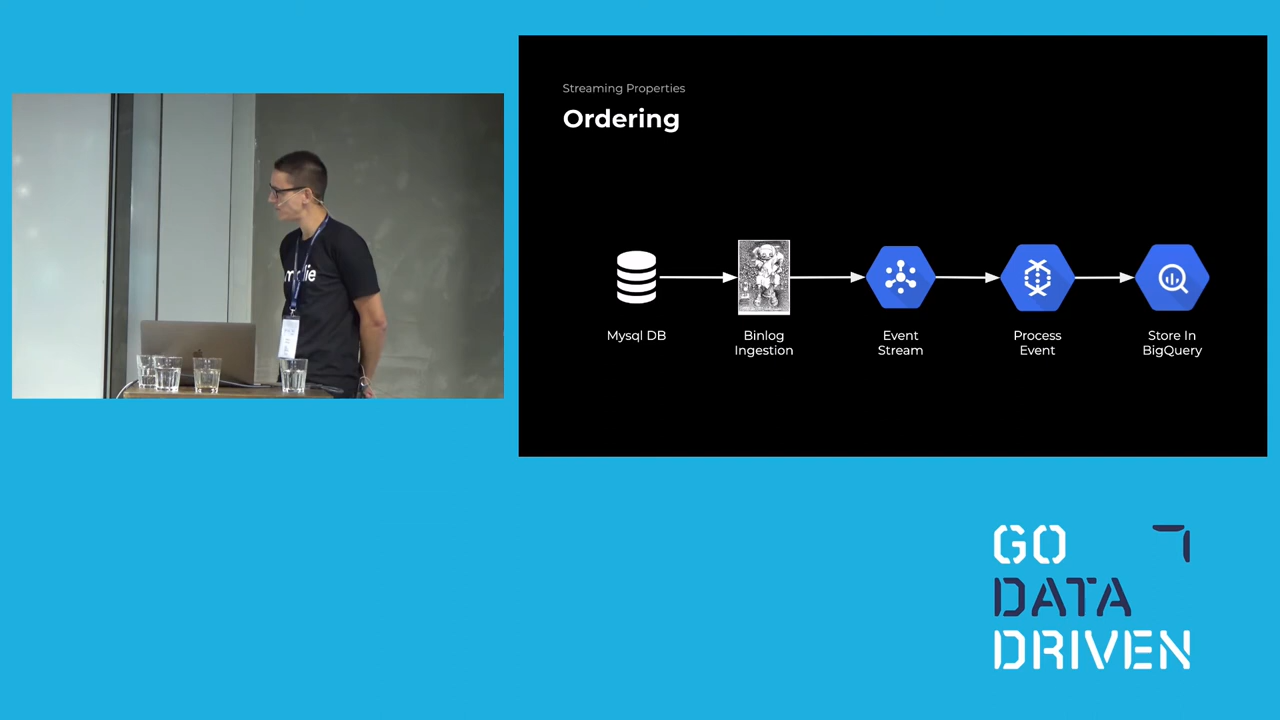 Streaming Properties
Ordering
Mysql DB
Binlog
Ingestion
Event
Stream
Process
Event
Store In
BigQuery
GO
DATA
DRIVEN